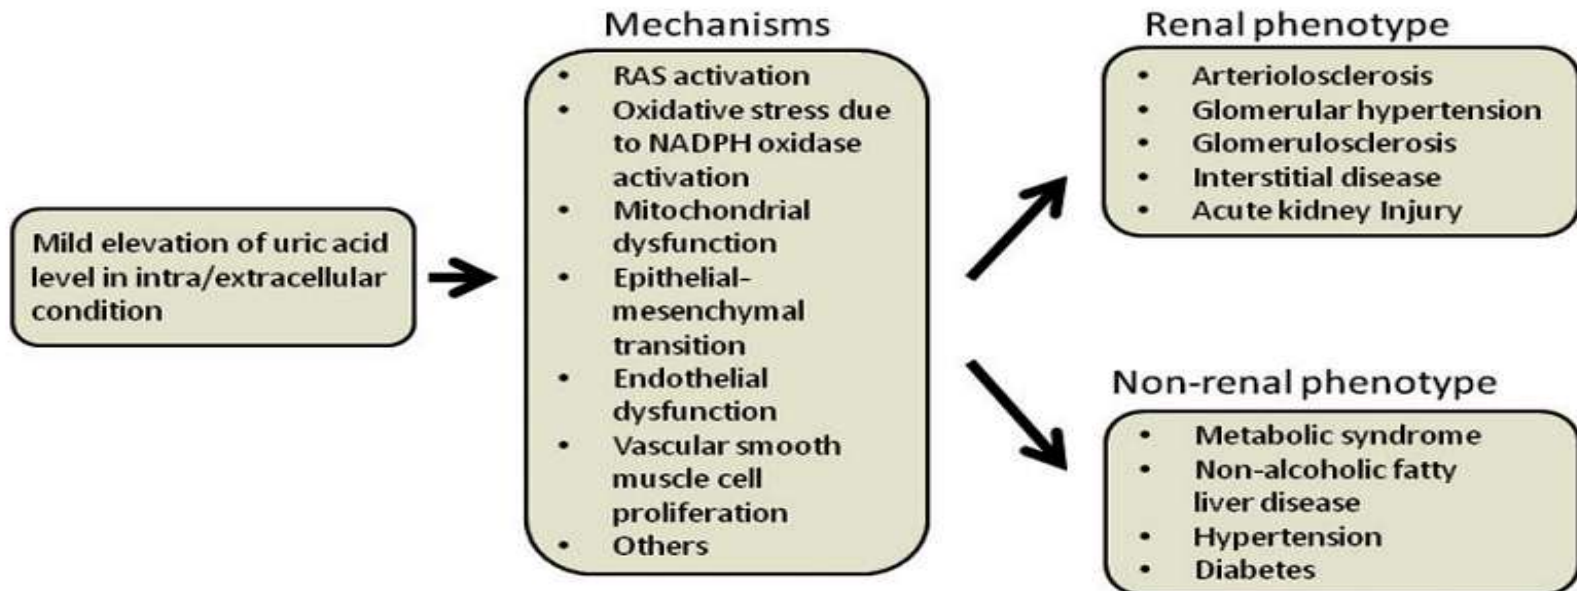 Mild elevation of uric acid
level in intra/extracellular
condition
Mechanisms
• RAS activation
• Oxidative stress due
to NADPH oxidase
activation
• Mitochondrial
dysfunction
• Epithelial-
mesenchymal
transition
• Endothelial
dysfunction
• Vascular smooth
muscle cell
proliferation
• Others
Renal phenotype
• Arteriolosclerosis
• Glomerular hypertension
• Glomerulosclerosis
• Interstitial disease
• Acute kidney Injury
Non-renal phenotype
• Metabolic syndrome
• Non-alcoholic fatty
liver disease
• Hypertension
• Diabetes